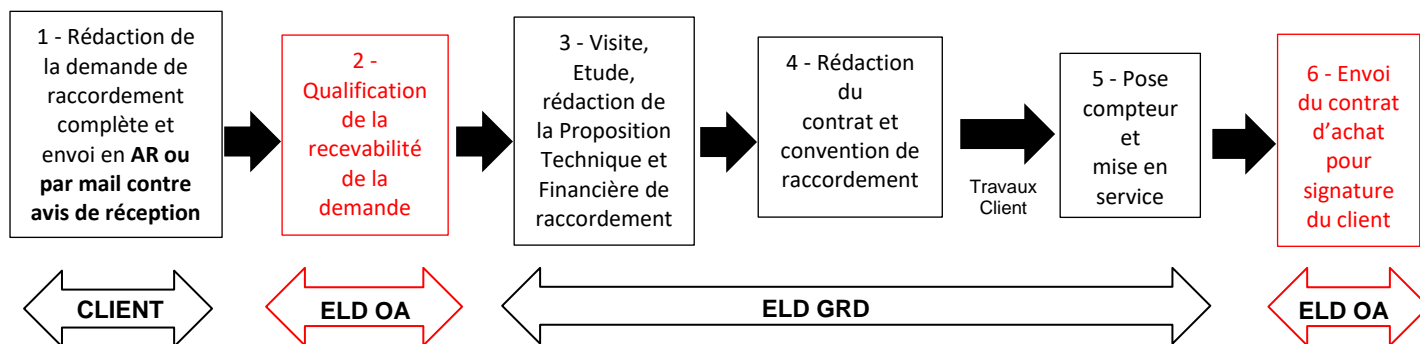 1 - Rédaction de
la demande de
raccordement
complète et
envoi en AR ou
par mail contre
avis de réception
2 -
Qualification
de la
recevabilité
de la
demande
3 - Visite,
Etude,
rédaction de
la Proposition
Technique et
Financière de
raccordement
4 - Rédaction
du
contrat et
convention de
raccordement
Travaux
Client
5 - Pose
compteur
et
mise en
service
6 - Envoi
du contrat
d’achat
pour
signature
du client
CLIENT
ELD OA
ELD GRD
ELD OA